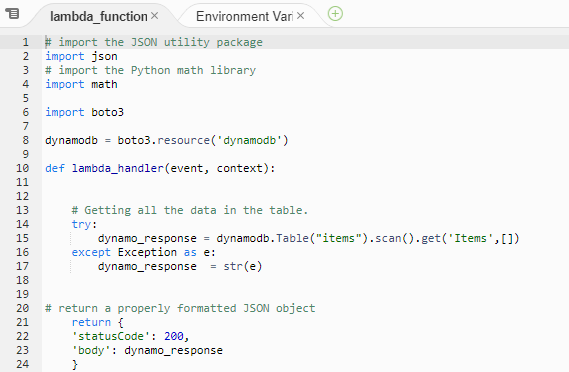 lambda_function × Environment Vari × 
1 # import the JSON utility package
2 import json
3 # import the Python math library
4 import math
5
6 import boto3
7
8 dynamodb = boto3.resource('dynamodb')
9
10 def lambda_handler(event, context):
11
12
13     # Getting all the data in the table.
14     try:
15         dynamo_response = dynamodb.Table("items").scan().get('Items',[])
16     except Exception as e:
17         dynamo_response  = str(e)
18
19
20 # return a properly formatted JSON object
21     return {
22     'statusCode': 200,
23     'body': dynamo_response
24     }